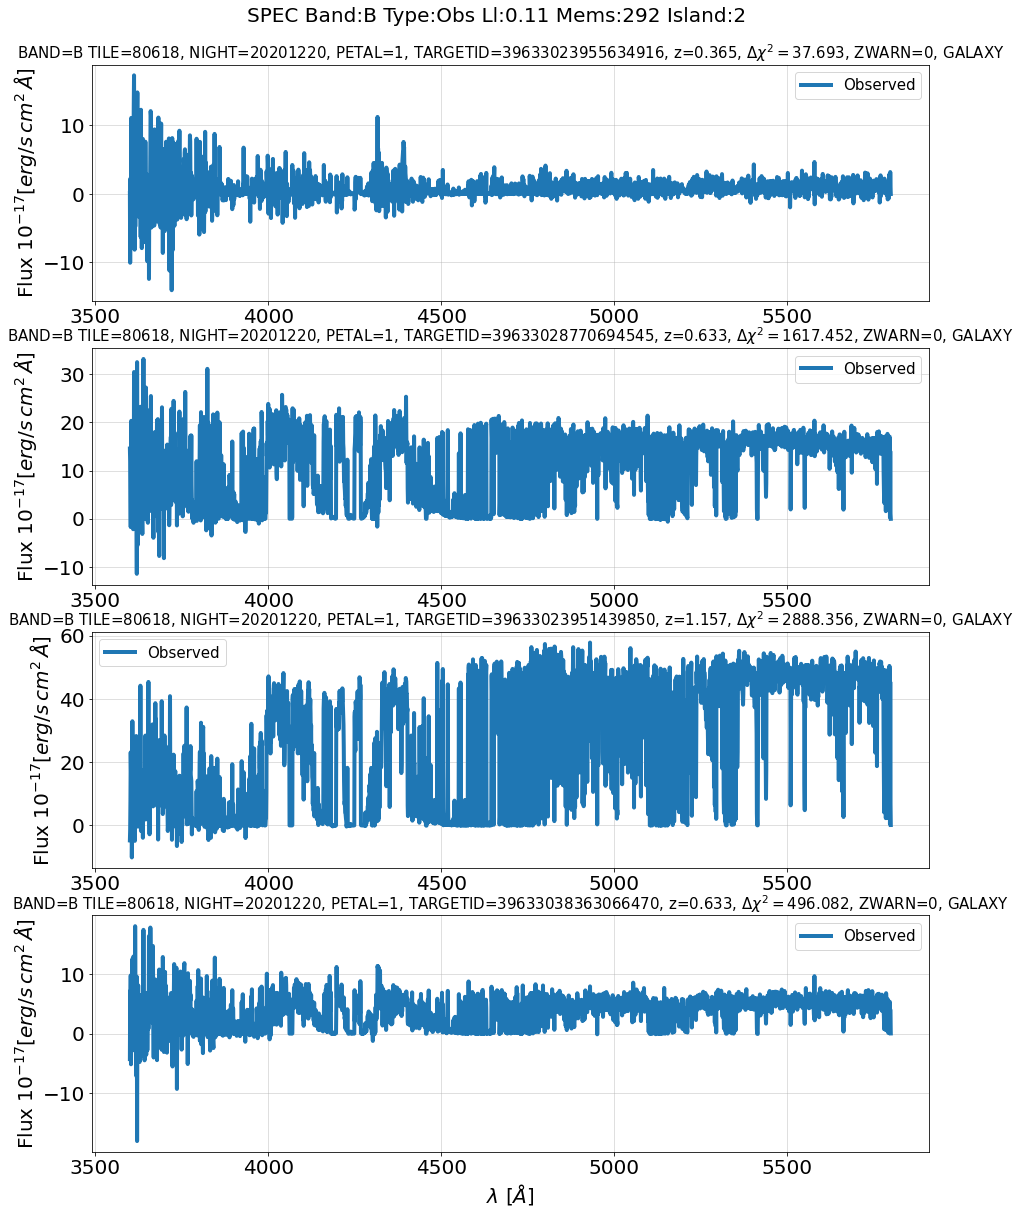 SPEC Band:B Type:Obs Ll:0.11 Mems:292 Island:2
BAND=B TILE=80618, NIGHT=20201220, PETAL=1, TARGETID=39633023955634916, z=0.365, Δχ²=37.693, ZWARN=0, GALAXY
Flux 10⁻¹⁷[erg/s cm² Å]
10
0
−10
Observed
3500 4000 4500 5000 5500
BAND=B TILE=80618, NIGHT=20201220, PETAL=1, TARGETID=39633028770694545, z=0.633, Δχ²=1617.452, ZWARN=0, GALAXY
Flux 10⁻¹⁷[erg/s cm² Å]
30
20
10
0
−10
Observed
3500 4000 4500 5000 5500
BAND=B TILE=80618, NIGHT=20201220, PETAL=1, TARGETID=39633023951439850, z=1.157, Δχ²=2888.356, ZWARN=0, GALAXY
Flux 10⁻¹⁷[erg/s cm² Å]
60
40
20
0
Observed
3500 4000 4500 5000 5500
BAND=B TILE=80618, NIGHT=20201220, PETAL=1, TARGETID=39633038363066470, z=0.633, Δχ²=496.082, ZWARN=0, GALAXY
Flux 10⁻¹⁷[erg/s cm² Å]
10
0
−10
Observed
3500 4000 4500 5000 5500
λ [Å]